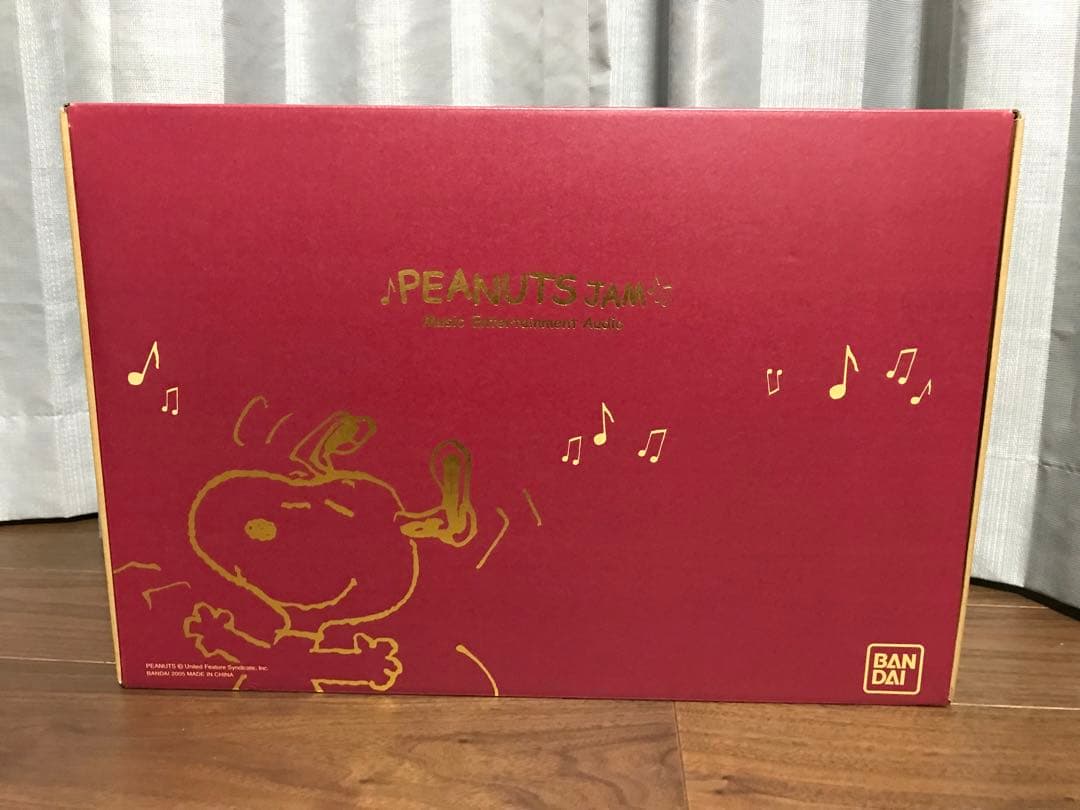 PEANUTS JAM
Music Entertainment Audio
PEANUTS © United Feature Syndicate, Inc.
BANDAI 2005 MADE IN CHINA
BAN
DAI